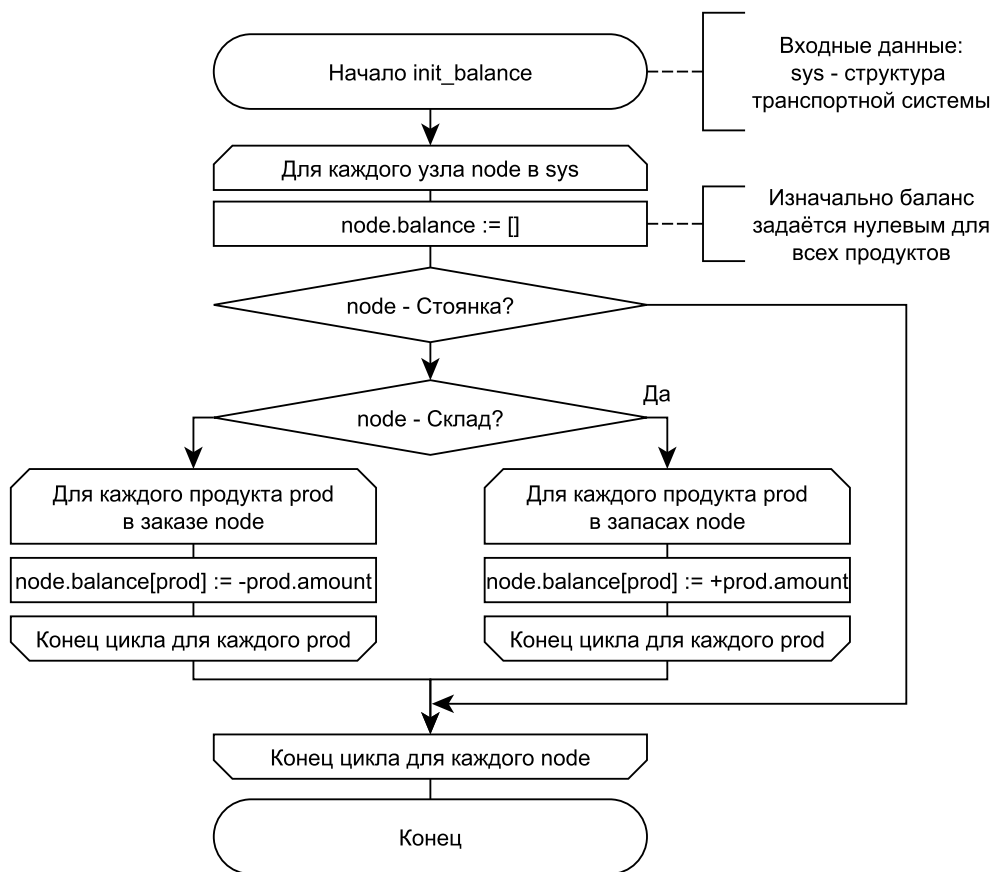 Начало init_balance
Входные данные:
sys - структура
транспортной системы
Для каждого узла node в sys
node.balance := []
Изначально баланс
задаётся нулевым для
всех продуктов
node - Стоянка?
node - Склад?
Да
Для каждого продукта prod
в заказе node
Для каждого продукта prod
в запасах node
node.balance[prod] := -prod.amount
node.balance[prod] := +prod.amount
Конец цикла для каждого prod
Конец цикла для каждого prod
Конец цикла для каждого node
Конец